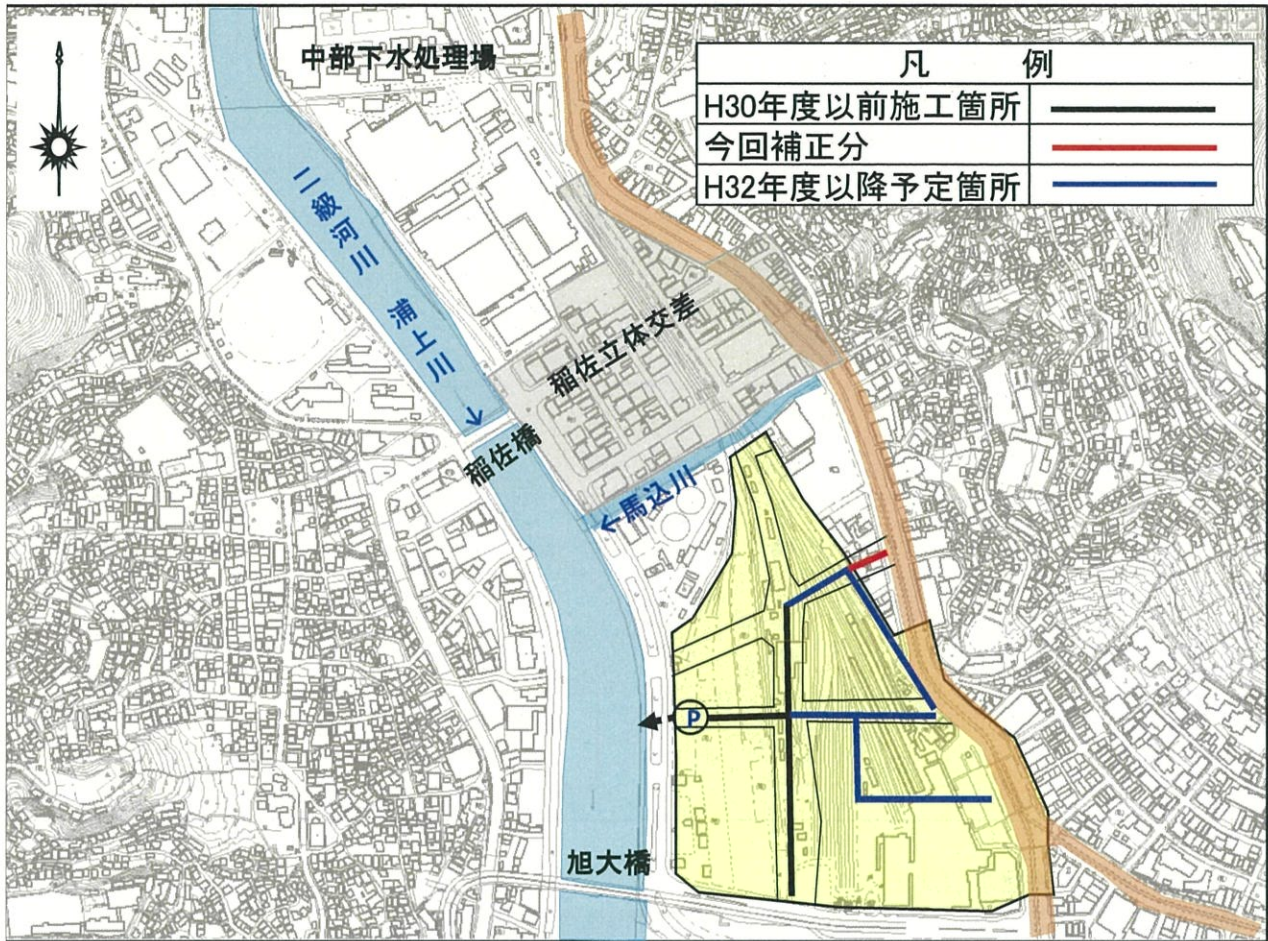 中部下水処理場
凡 例
H30年度以前施工箇所
今回補正分
H32年度以降予定箇所
二級河川 浦上川
稲佐立体交差
稲佐橋
←馬込川
P
旭大橋